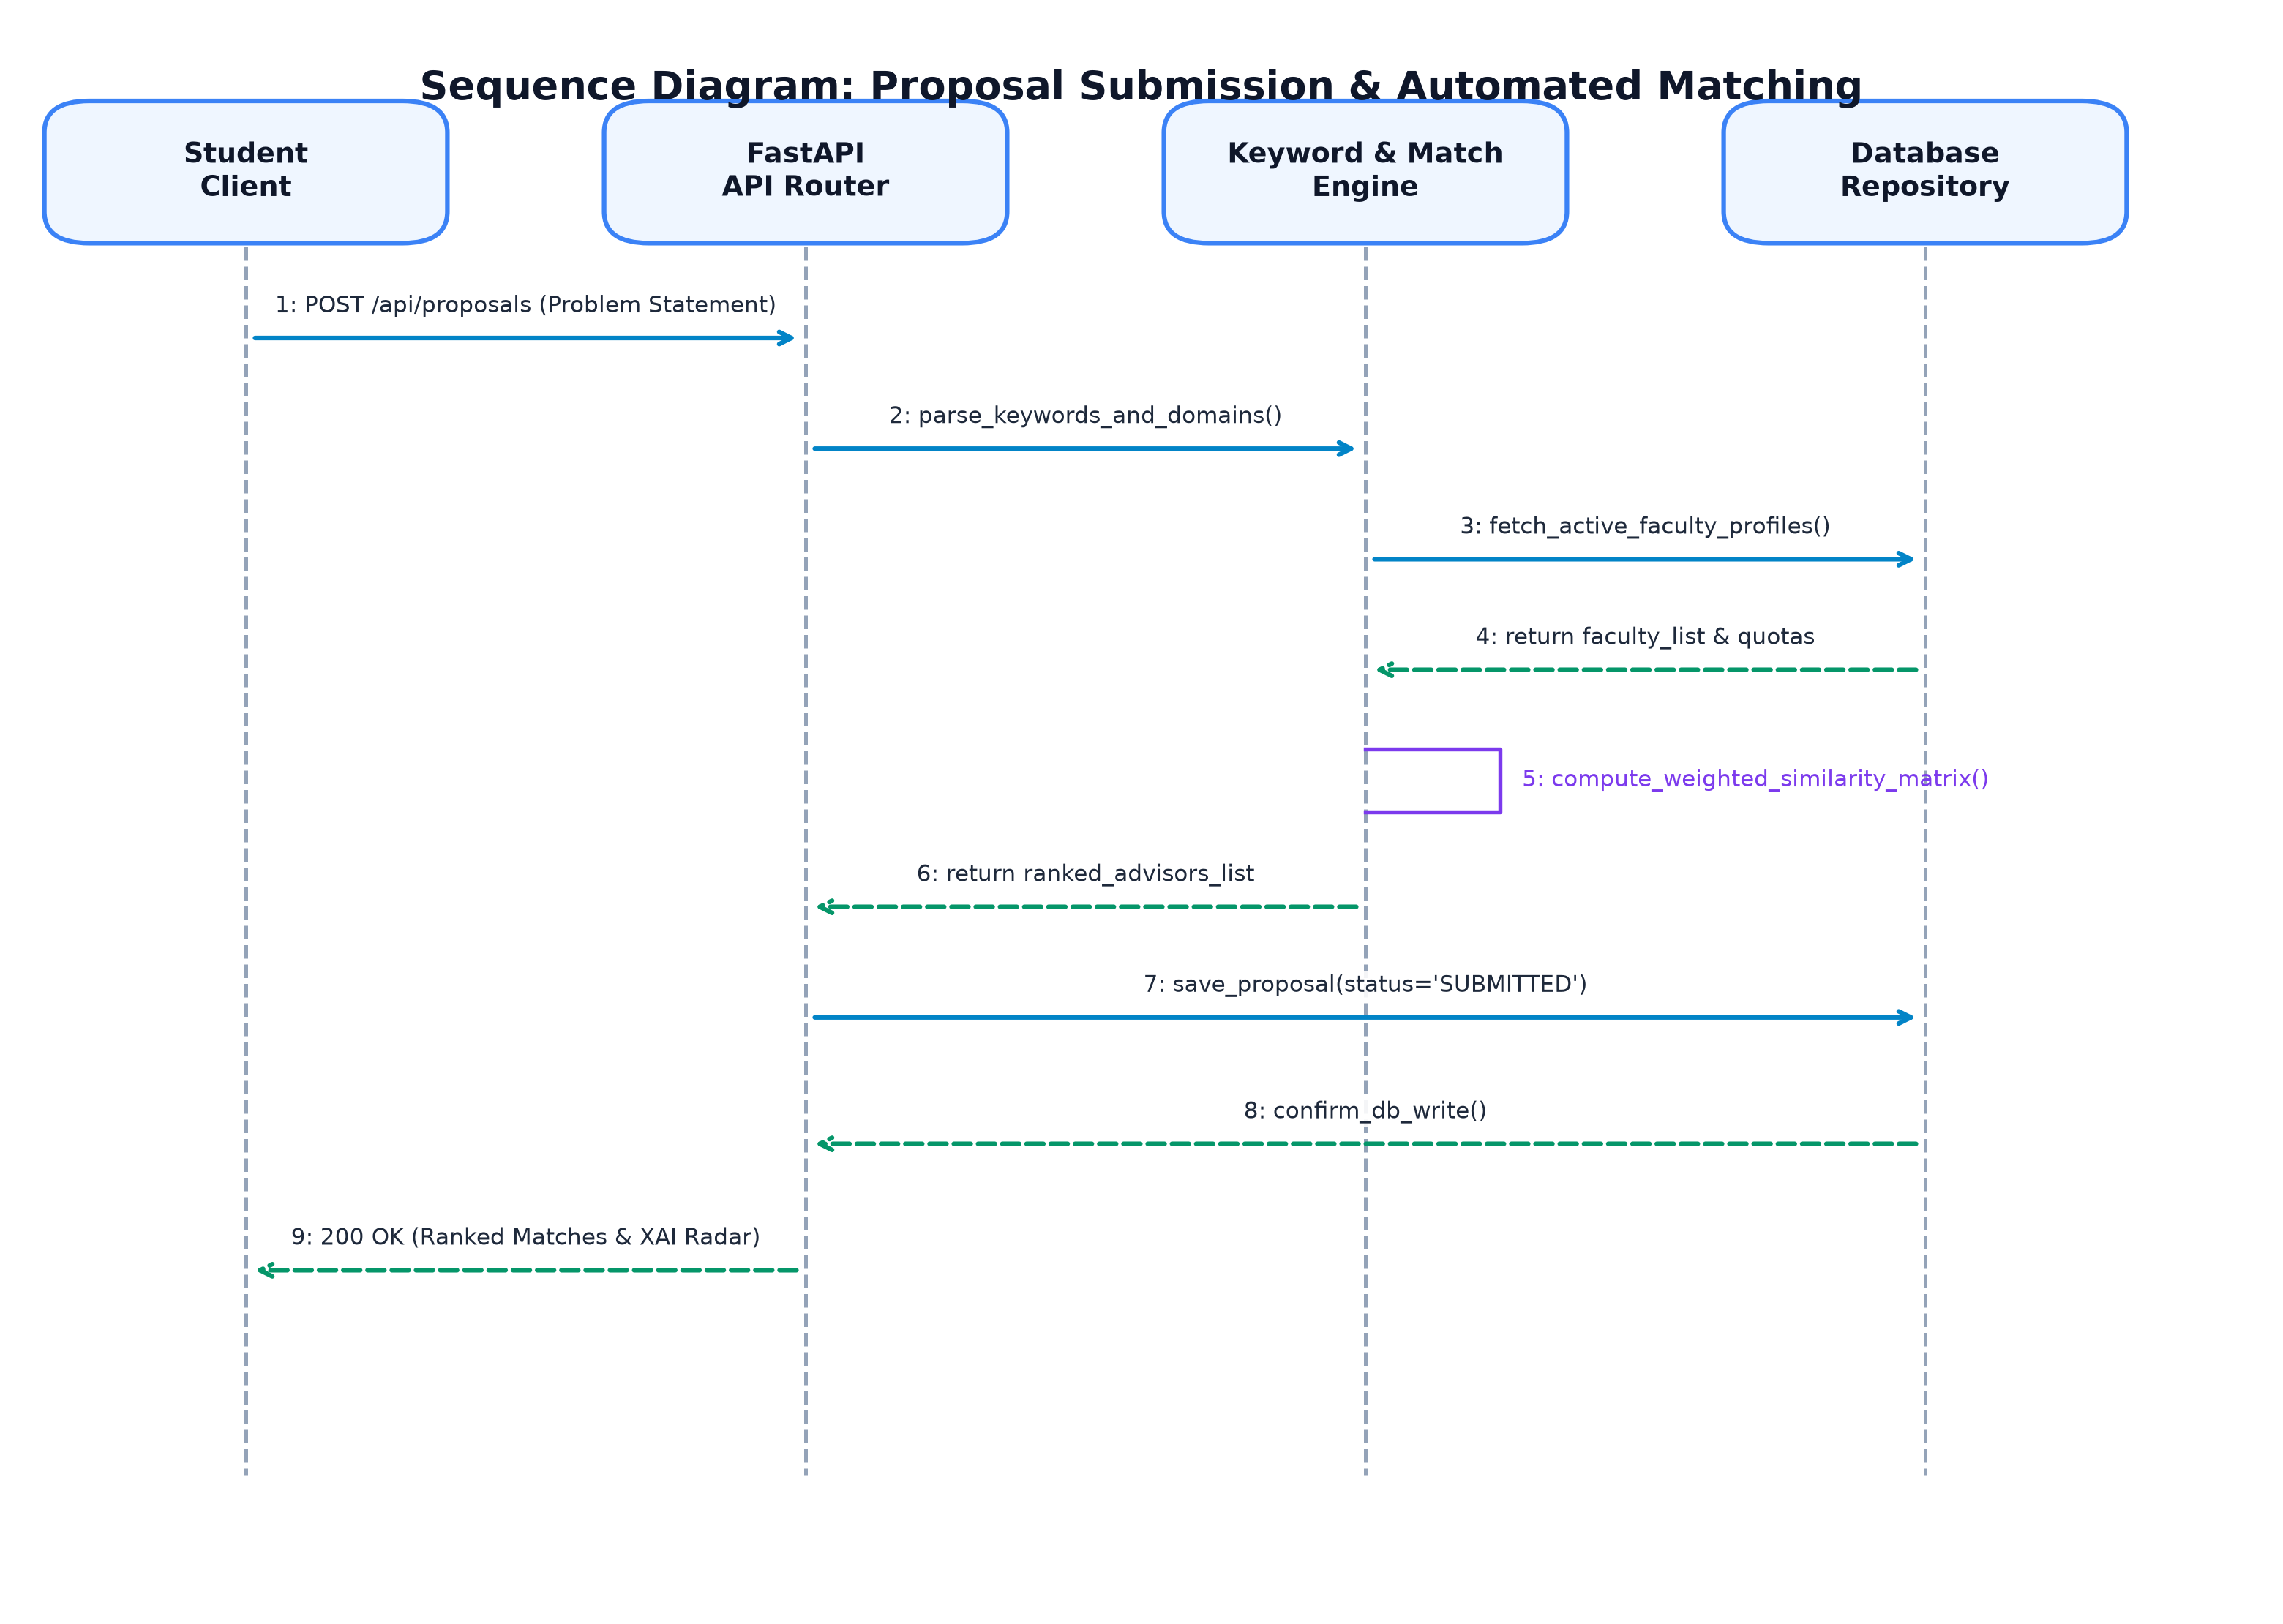 Sequence Diagram: Proposal Submission & Automated Matching
Student
Client
FastAPI
API Router
Keyword & Match
Engine
Database
Repository
1: POST /api/proposals (Problem Statement)
2: parse_keywords_and_domains()
3: fetch_active_faculty_profiles()
4: return faculty_list & quotas
5: compute_weighted_similarity_matrix()
6: return ranked_advisors_list
7: save_proposal(status='SUBMITTED')
8: confirm_db_write()
9: 200 OK (Ranked Matches & XAI Radar)